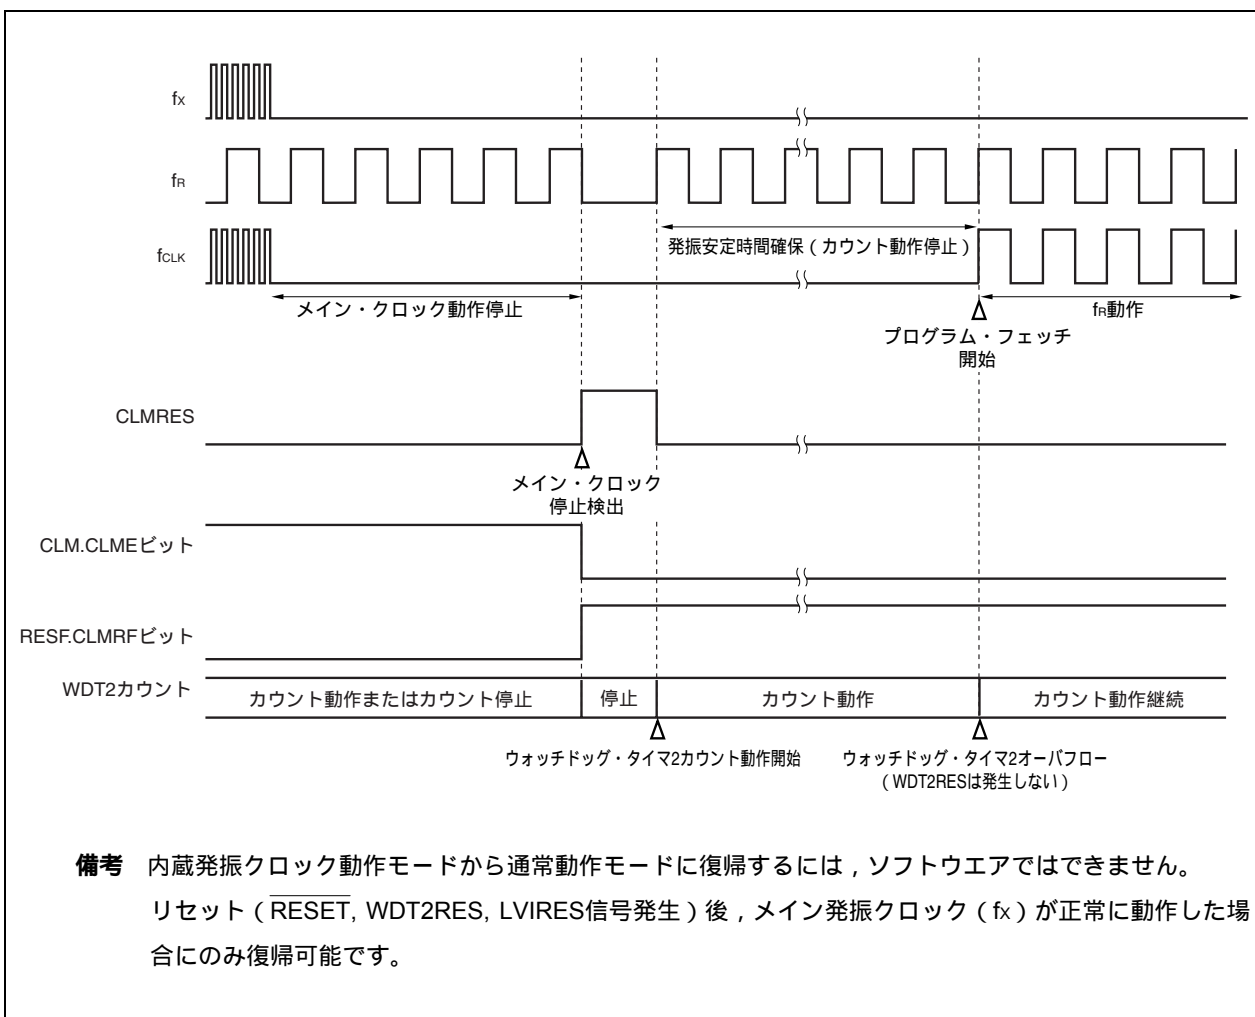 fX
fR
fCLK
発振安定時間確保（カウント動作停止）
メイン・クロック動作停止
fR動作
プログラム・フェッチ
開始
CLMRES
メイン・クロック
停止検出
CLM.CLMEビット
RESF.CLMRFビット
WDT2カウント
カウント動作またはカウント停止
停止
カウント動作
カウント動作継続
ウォッチドッグ・タイマ2カウント動作開始
ウォッチドッグ・タイマ2オーバフロー
（WDT2RESは発生しない）
備考 内蔵発振クロック動作モードから通常動作モードに復帰するには，ソフトウエアではできません。
リセット（RESET, WDT2RES, LVIRES信号発生）後，メイン発振クロック（fX）が正常に動作した場
合にのみ復帰可能です。